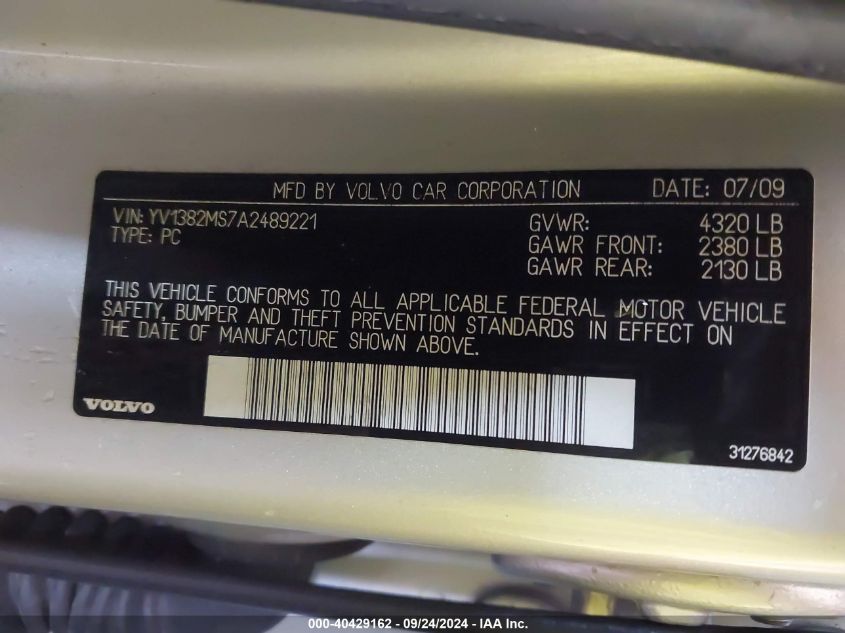 MFD BY VOLVO CAR CORPORATION DATE: 07/09
VIN: YV1382MS7A2489221
TYPE: PC
GVWR: 4320 LB
GAWR FRONT: 2380 LB
GAWR REAR: 2130 LB
THIS VEHICLE CONFORMS TO ALL APPLICABLE FEDERAL MOTOR VEHICLE
SAFETY, BUMPER AND THEFT PREVENTION STANDARDS IN EFFECT ON
THE DATE OF MANUFACTURE SHOWN ABOVE.
VOLVO
31276842
000-40429162 - 09/24/2024 - IAA Inc.